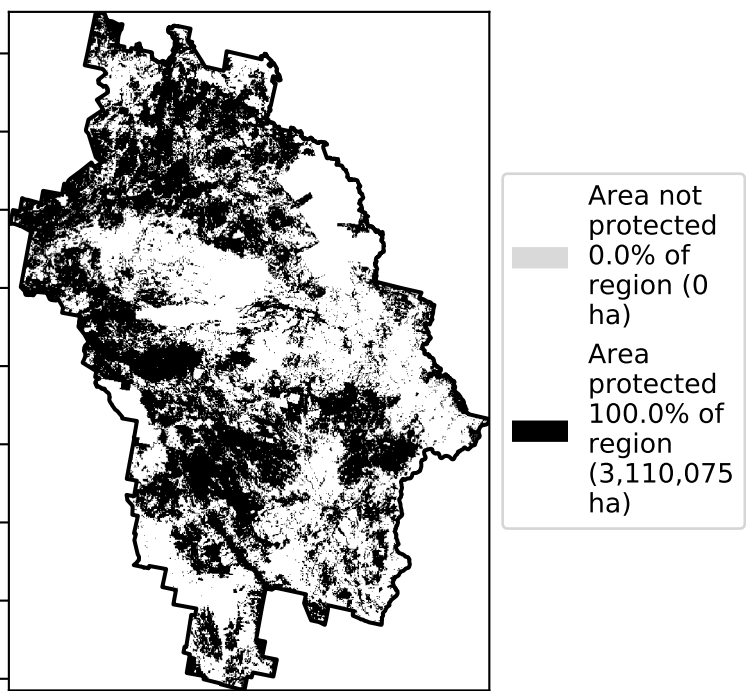 Area not
protected
0.0% of
region (0
ha)
Area
protected
100.0% of
region
(3,110,075
ha)